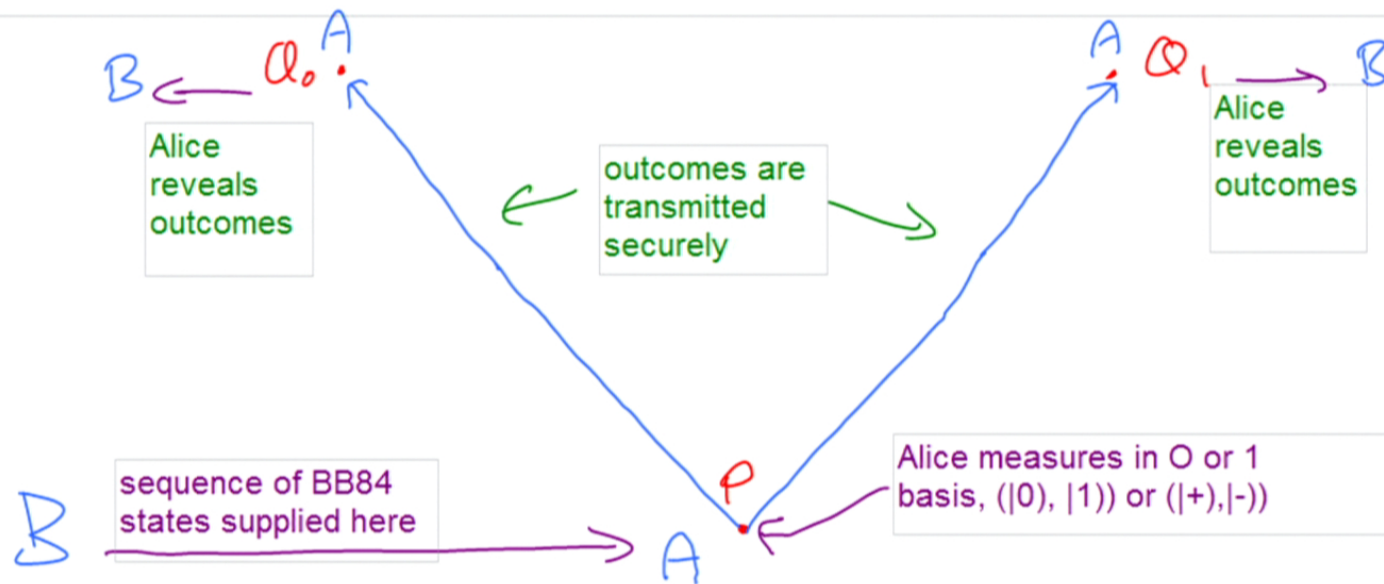 A
B Q₀
A Q₁ B
Alice
reveals
outcomes
outcomes are
transmitted
securely
Alice
reveals
outcomes
P
Alice measures in O or 1
basis, (|0⟩, |1⟩) or (|+⟩,|-⟩)
sequence of BB84
states supplied here
B
A